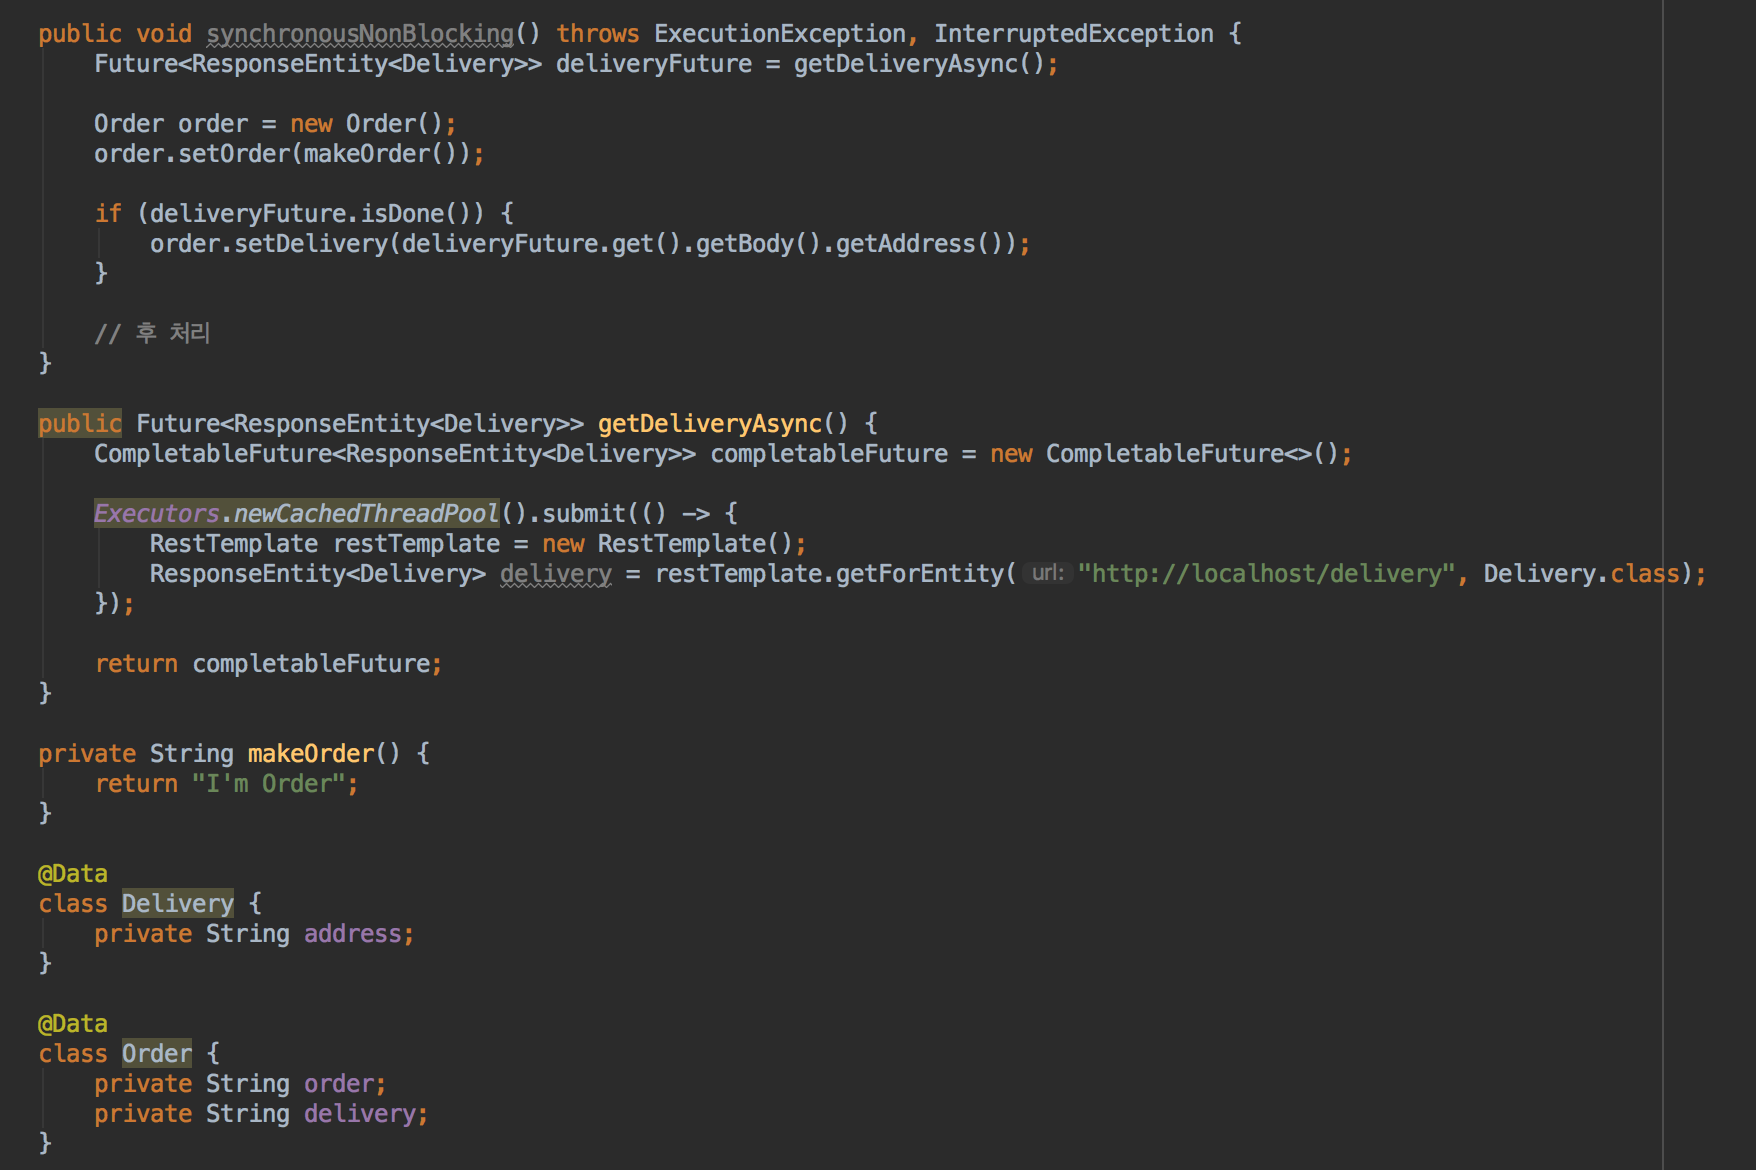 public void synchronousNonBlocking() throws ExecutionException, InterruptedException {
    Future<ResponseEntity<Delivery>> deliveryFuture = getDeliveryAsync();

    Order order = new Order();
    order.setOrder(makeOrder());

    if (deliveryFuture.isDone()) {
        order.setDelivery(deliveryFuture.get().getBody().getAddress());
    }

    // 후 처리
}

public Future<ResponseEntity<Delivery>> getDeliveryAsync() {
    CompletableFuture<ResponseEntity<Delivery>> completableFuture = new CompletableFuture<>();

    Executors.newCachedThreadPool().submit(() -> {
        RestTemplate restTemplate = new RestTemplate();
        ResponseEntity<Delivery> delivery = restTemplate.getForEntity( url: "http://localhost/delivery", Delivery.class);
    });

    return completableFuture;
}

private String makeOrder() {
    return "I'm Order";
}

@Data
class Delivery {
    private String address;
}

@Data
class Order {
    private String order;
    private String delivery;
}